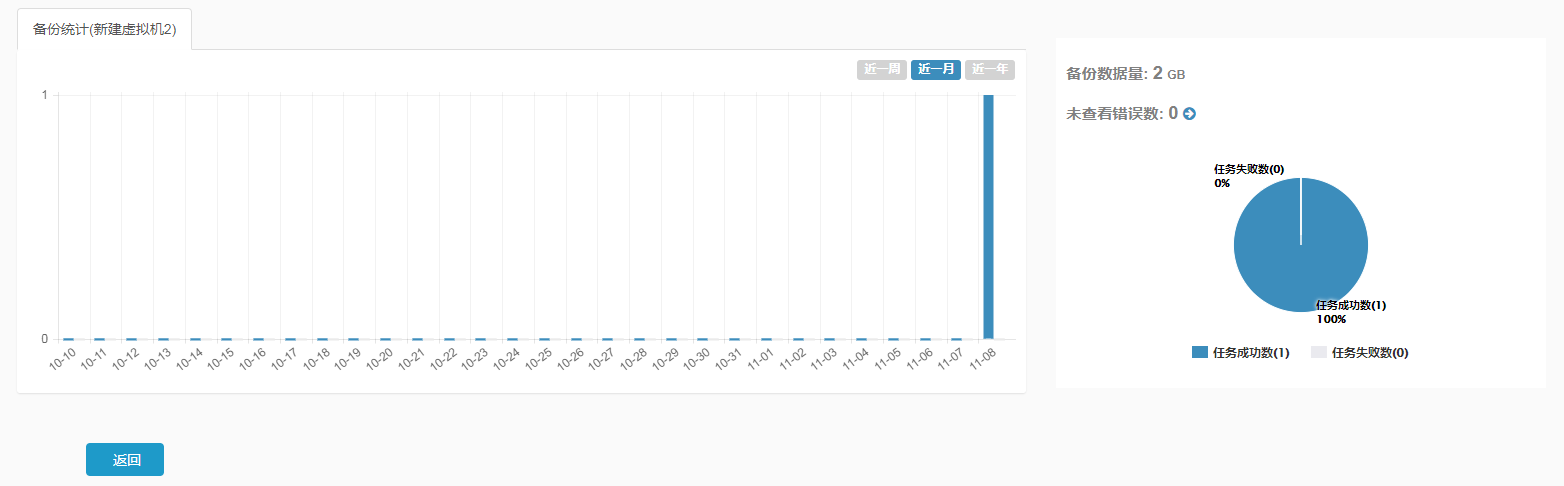 备份统计(新建虚拟机2)
近一周 近一月 近一年
1
0
10-10 10-11 10-12 10-13 10-14 10-15 10-16 10-17 10-18 10-19 10-20 10-21 10-22 10-23 10-24 10-25 10-26 10-27 10-28 10-29 10-30 10-31 11-01 11-02 11-03 11-04 11-05 11-06 11-07 11-08
备份数据量: 2 GB
未查看错误数: 0
任务失败数(0)
0%
任务成功数(1)
100%
任务成功数(1) 任务失败数(0)
返回